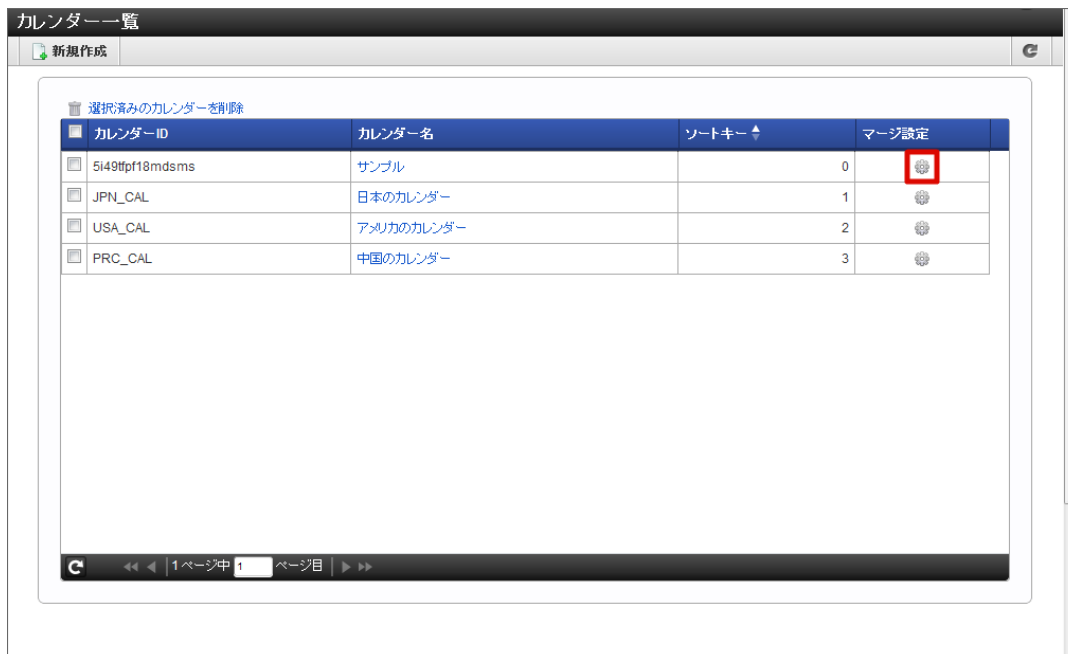 カレンダー一覧
新規作成
選択済みのカレンダーを削除
カレンダーID カレンダー名 ソートキー マージ設定
5i49tfpf18mdsms サンプル 0
JPN_CAL 日本のカレンダー 1
USA_CAL アメリカのカレンダー 2
PRC_CAL 中国のカレンダー 3
1ページ中 1 ページ目